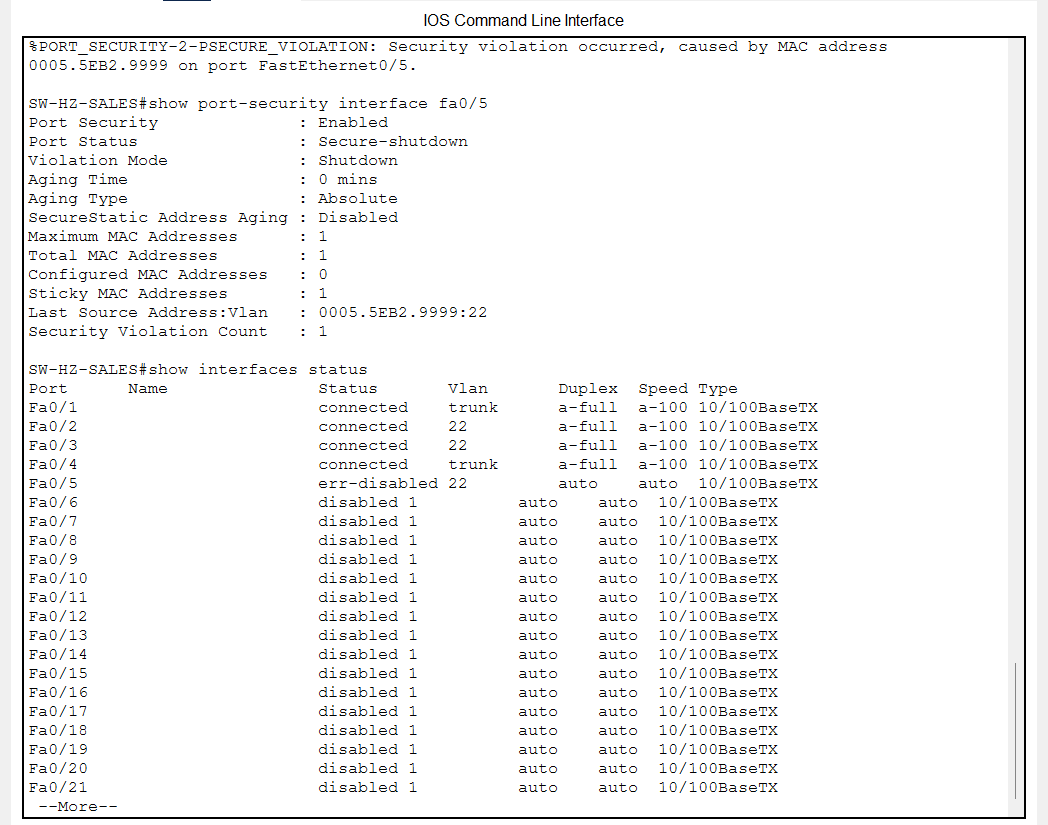 IOS Command Line Interface
%PORT_SECURITY-2-PSECURE_VIOLATION: Security violation occurred, caused by MAC address
0005.5EB2.9999 on port FastEthernet0/5.
SW-HZ-SALES#show port-security interface fa0/5
Port Security : Enabled
Port Status : Secure-shutdown
Violation Mode : Shutdown
Aging Time : 0 mins
Aging Type : Absolute
SecureStatic Address Aging : Disabled
Maximum MAC Addresses : 1
Total MAC Addresses : 1
Configured MAC Addresses : 0
Sticky MAC Addresses : 1
Last Source Address:Vlan : 0005.5EB2.9999:22
Security Violation Count : 1
SW-HZ-SALES#show interfaces status
Port Name Status Vlan Duplex Speed Type
Fa0/1 connected trunk a-full a-100 10/100BaseTX
Fa0/2 connected 22 a-full a-100 10/100BaseTX
Fa0/3 connected 22 a-full a-100 10/100BaseTX
Fa0/4 connected trunk a-full a-100 10/100BaseTX
Fa0/5 err-disabled 22 auto auto 10/100BaseTX
Fa0/6 disabled 1 auto auto 10/100BaseTX
Fa0/7 disabled 1 auto auto 10/100BaseTX
Fa0/8 disabled 1 auto auto 10/100BaseTX
Fa0/9 disabled 1 auto auto 10/100BaseTX
Fa0/10 disabled 1 auto auto 10/100BaseTX
Fa0/11 disabled 1 auto auto 10/100BaseTX
Fa0/12 disabled 1 auto auto 10/100BaseTX
Fa0/13 disabled 1 auto auto 10/100BaseTX
Fa0/14 disabled 1 auto auto 10/100BaseTX
Fa0/15 disabled 1 auto auto 10/100BaseTX
Fa0/16 disabled 1 auto auto 10/100BaseTX
Fa0/17 disabled 1 auto auto 10/100BaseTX
Fa0/18 disabled 1 auto auto 10/100BaseTX
Fa0/19 disabled 1 auto auto 10/100BaseTX
Fa0/20 disabled 1 auto auto 10/100BaseTX
Fa0/21 disabled 1 auto auto 10/100BaseTX
--More--